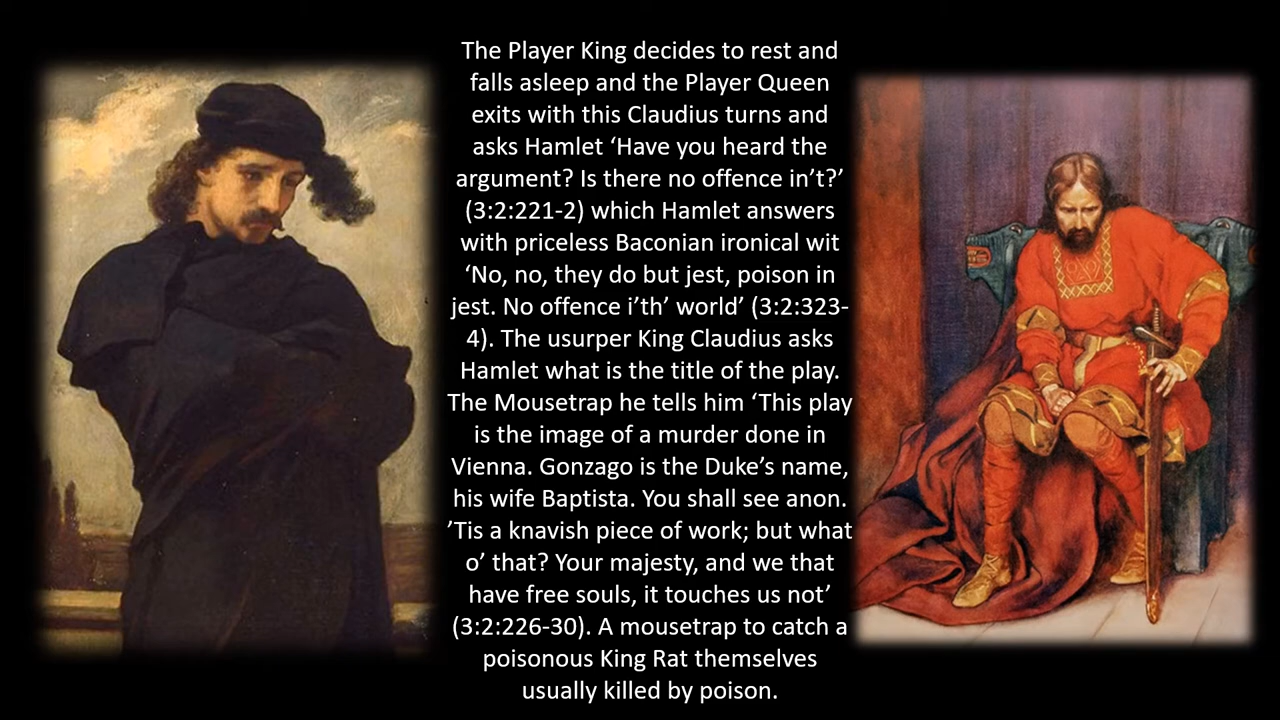 The Player King decides to rest and
falls asleep and the Player Queen
exits with this Claudius turns and
asks Hamlet ‘Have you heard the
argument? Is there no offence in’t?’
(3:2:221-2) which Hamlet answers
with priceless Baconian ironical wit
‘No, no, they do but jest, poison in
jest. No offence i’th’ world’ (3:2:323-
4). The usurper King Claudius asks
Hamlet what is the title of the play.
The Mousetrap he tells him ‘This play
is the image of a murder done in
Vienna. Gonzago is the Duke’s name,
his wife Baptista. You shall see anon.
’Tis a knavish piece of work; but what
o’ that? Your majesty, and we that
have free souls, it touches us not’
(3:2:226-30). A mousetrap to catch a
poisonous King Rat themselves
usually killed by poison.